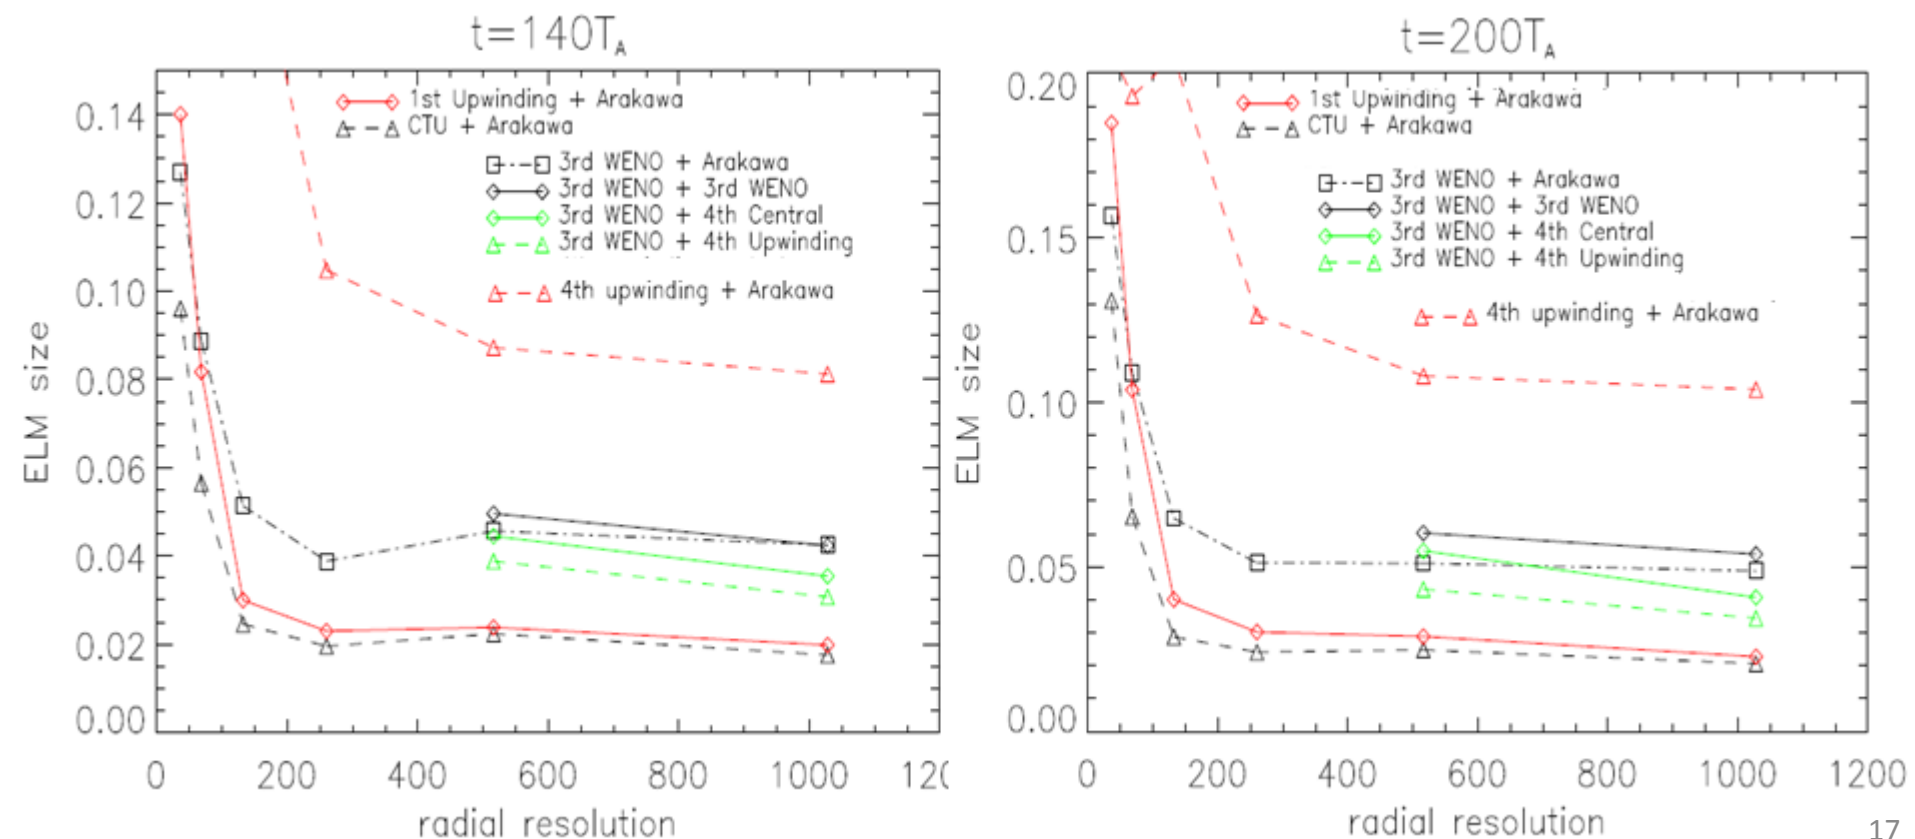 t=140T_A
1st Upwinding + Arakawa
CTU + Arakawa
3rd WENO + Arakawa
3rd WENO + 3rd WENO
3rd WENO + 4th Central
3rd WENO + 4th Upwinding
4th upwinding + Arakawa
ELM size
0.14
0.12
0.10
0.08
0.06
0.04
0.02
0.00
0 200 400 600 800 1000 120
radial resolution
t=200T_A
1st Upwinding + Arakawa
CTU + Arakawa
3rd WENO + Arakawa
3rd WENO + 3rd WENO
3rd WENO + 4th Central
3rd WENO + 4th Upwinding
4th upwinding + Arakawa
ELM size
0.20
0.15
0.10
0.05
0.00
0 200 400 600 800 1000 1200
radial resolution
17